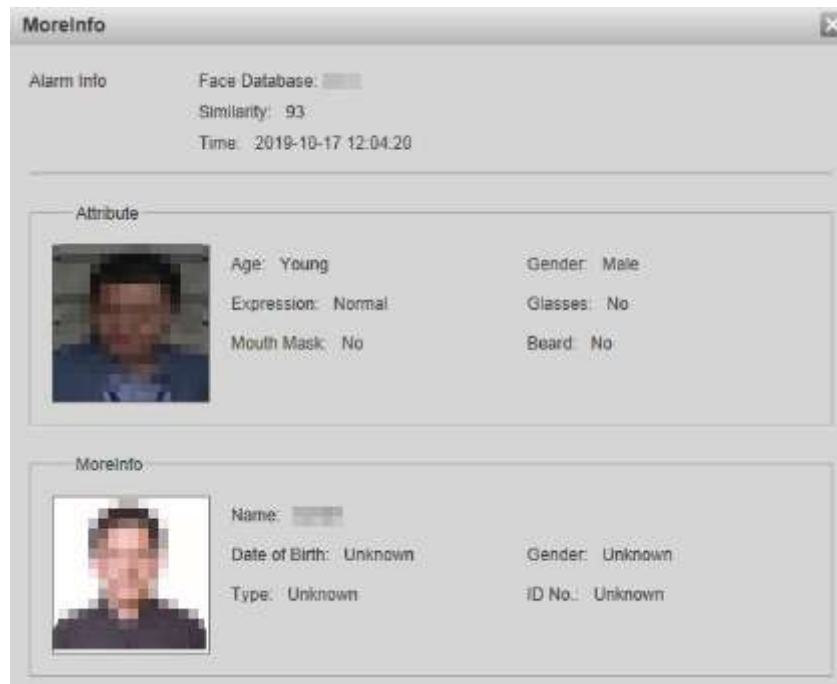 MoreInfo
Alarm Info
Face Database:
Similarity: 93
Time: 2019-10-17 12:04:20
Attribute
Age: Young Gender: Male
Expression: Normal Glasses: No
Mouth Mask: No Beard: No
MoreInfo
Name:
Date of Birth: Unknown Gender: Unknown
Type: Unknown ID No.: Unknown